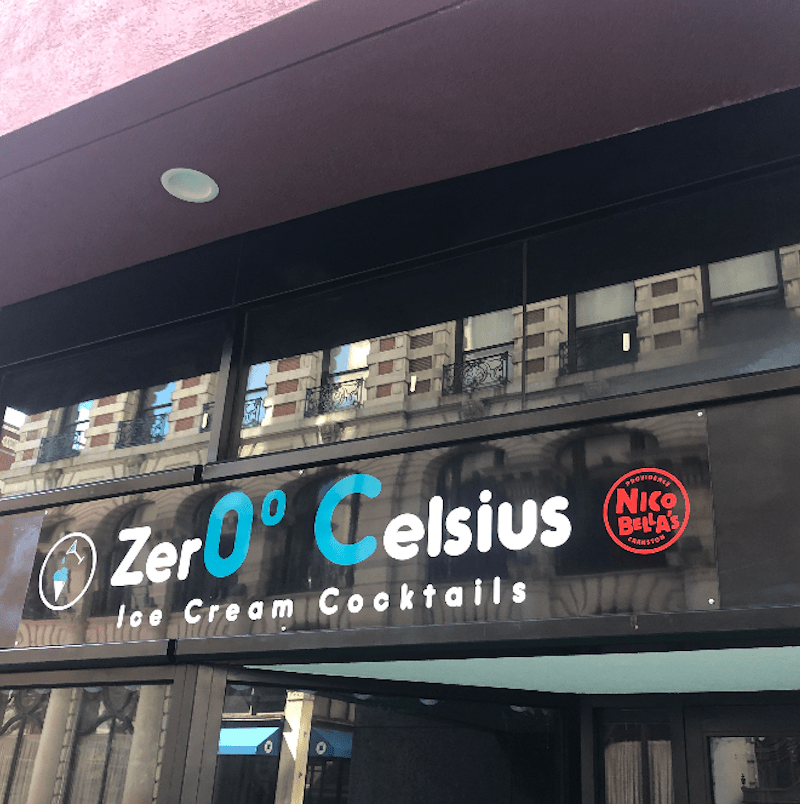 Zer0° Celsius
Ice Cream Cocktails
PROVIDENCE
NICO
BELLA'S
CRANSTON